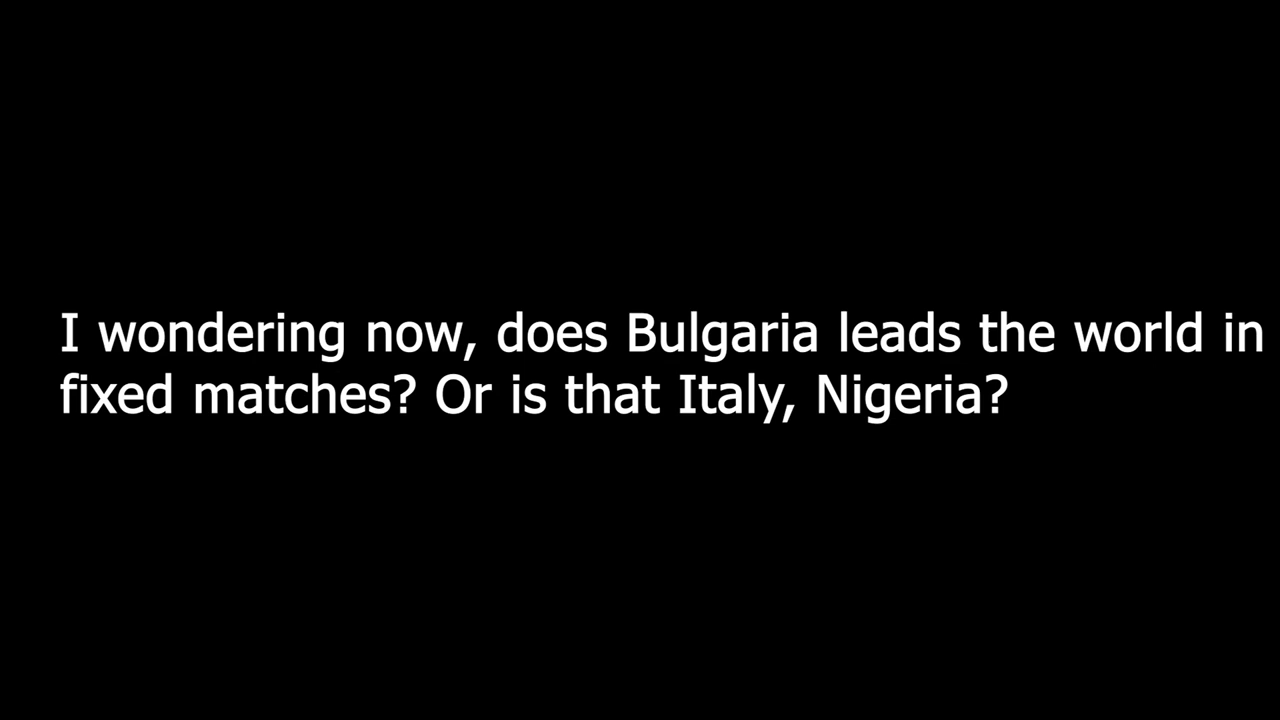 I wondering now, does Bulgaria leads the world in
fixed matches? Or is that Italy, Nigeria?